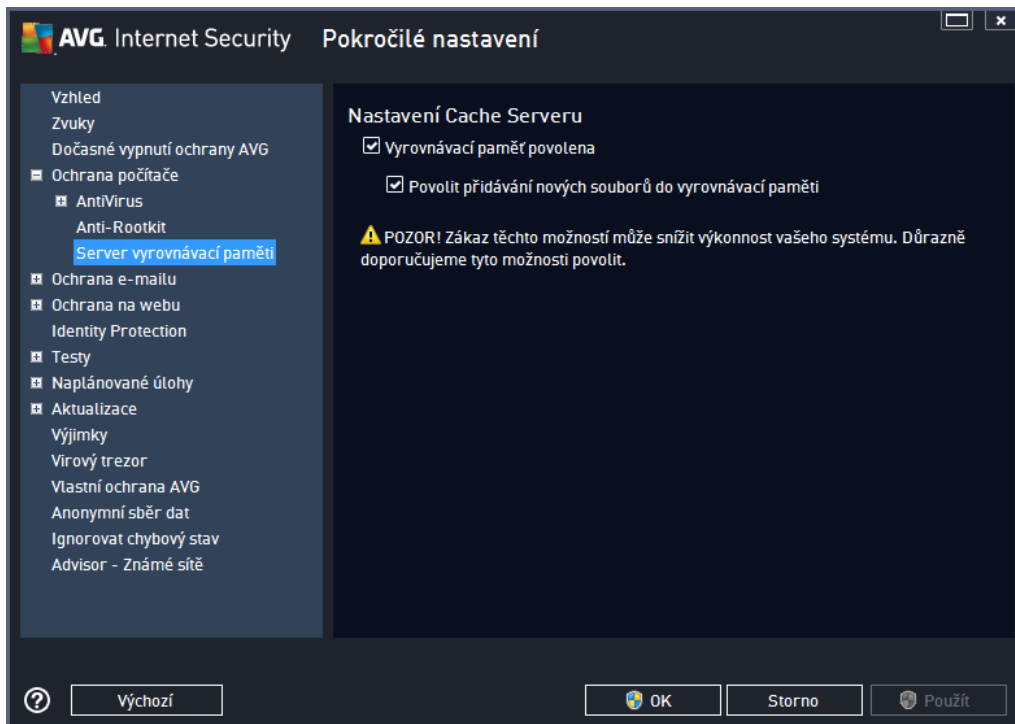 AVG. Internet Security Pokročilé nastavení
Vzhled
Zvuky
Dočasné vypnutí ochrany AVG
Ochrana počítače
AntiVirus
Anti-Rootkit
Server vyrovnávací paměti
Ochrana e-mailu
Ochrana na webu
Identity Protection
Testy
Naplánované úlohy
Aktualizace
Výjimky
Virový trezor
Vlastní ochrana AVG
Anonymní sběr dat
Ignorovat chybový stav
Advisor - Známé sítě
Nastavení Cache Serveru
Vyrovnávací paměť povolena
Povolit přidávání nových souborů do vyrovnávací paměti
POZOR! Zákaz těchto možností může snížit výkonnost vašeho systému. Důrazně
doporučujeme tyto možnosti povolit.
Výchozí
OK
Storno
Použít